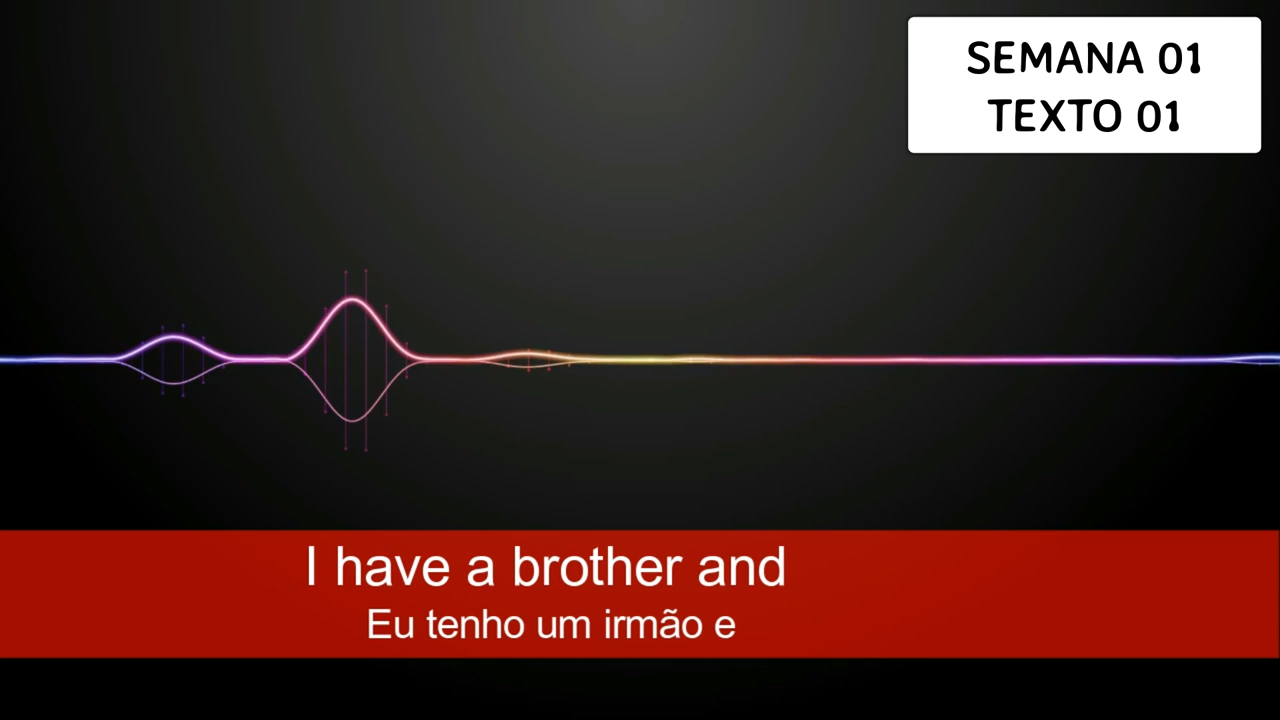 SEMANA 01
TEXTO 01
I have a brother and
Eu tenho um irmão e